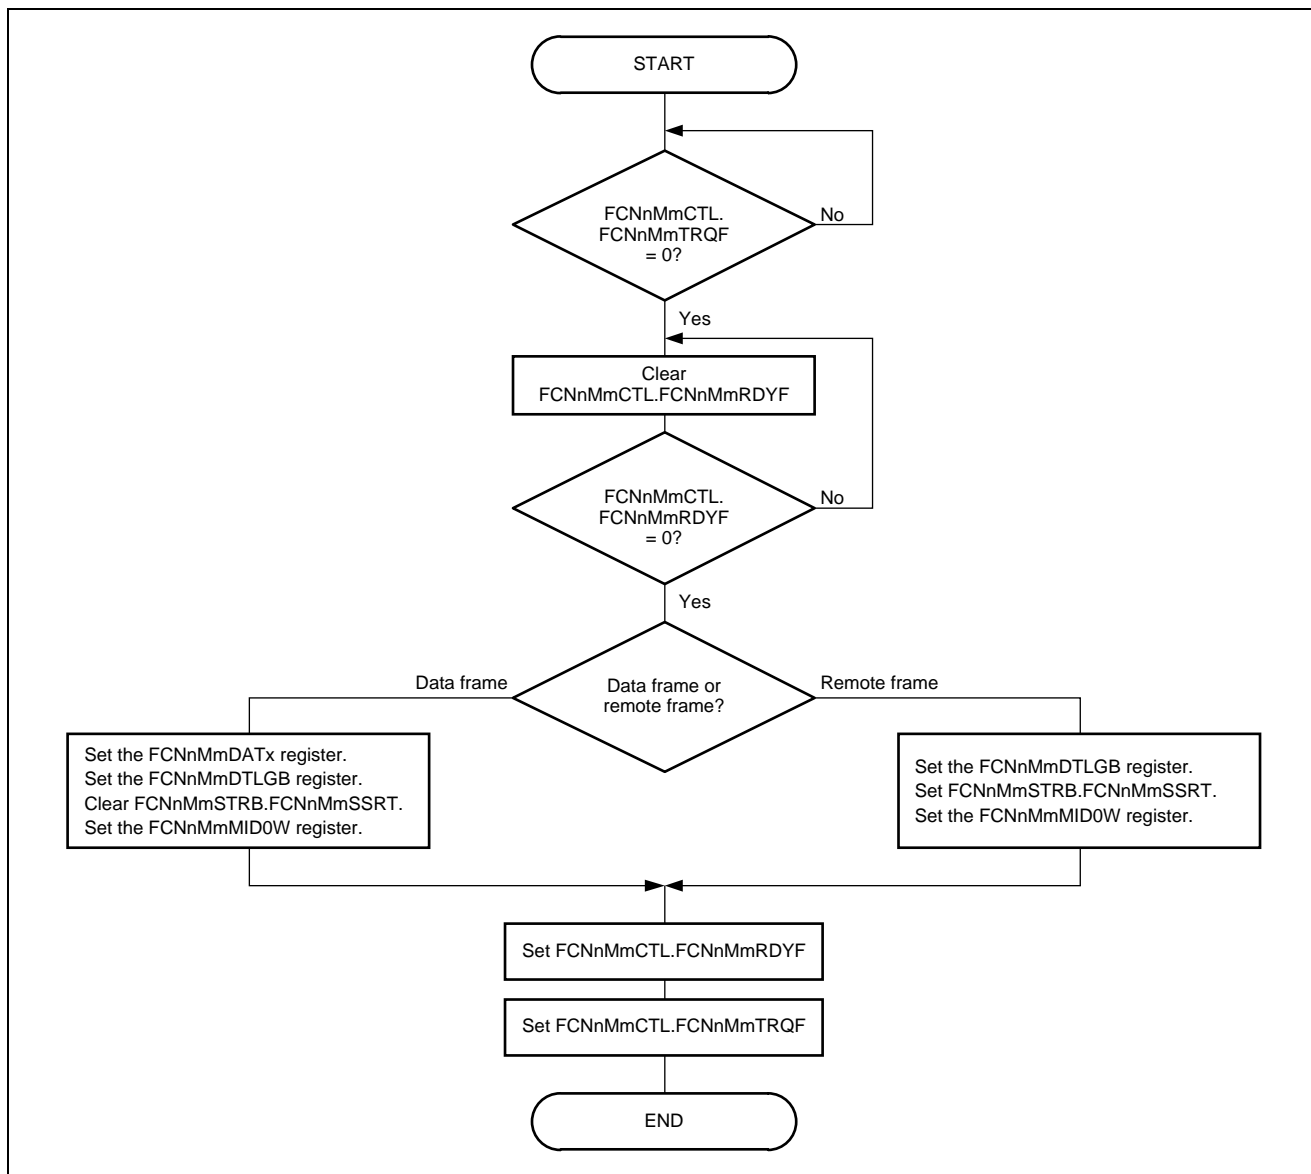 START
FCNnMmCTL.
FCNnMmTRQF
= 0?
No
Yes
Clear
FCNnMmCTL.FCNnMmRDYF
FCNnMmCTL.
FCNnMmRDYF
= 0?
No
Yes
Data frame
Data frame or
remote frame?
Remote frame
Set the FCNnMmDATx register.
Set the FCNnMmDTLGB register.
Clear FCNnMmSTRB.FCNnMmSSRT.
Set the FCNnMmMID0W register.
Set the FCNnMmDTLGB register.
Set FCNnMmSTRB.FCNnMmSSRT.
Set the FCNnMmMID0W register.
Set FCNnMmCTL.FCNnMmRDYF
Set FCNnMmCTL.FCNnMmTRQF
END